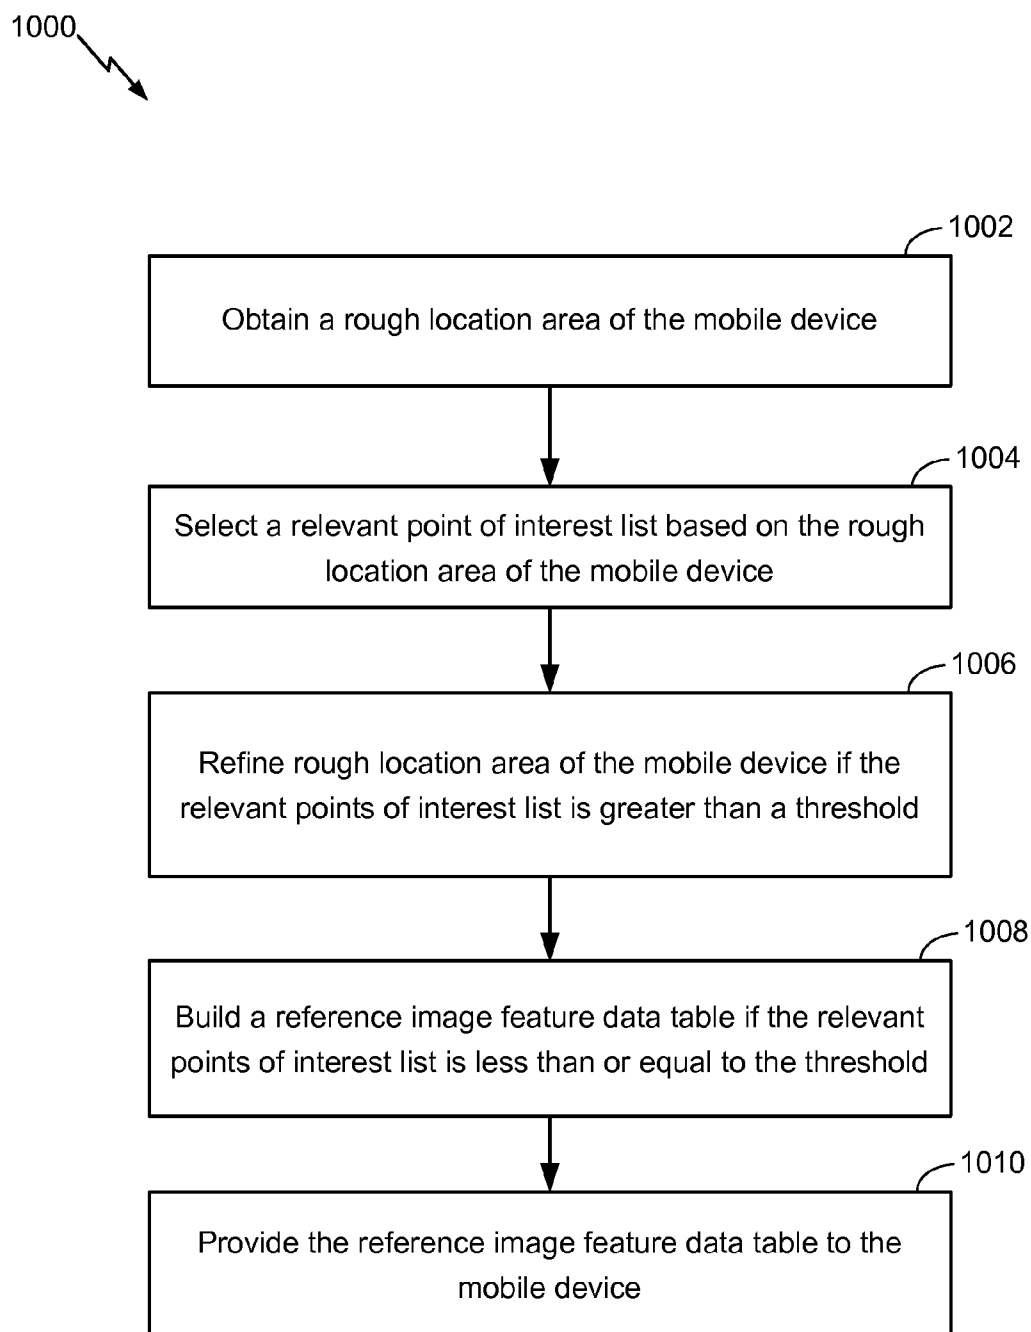 1000
1002
Obtain a rough location area of the mobile device
1004
Select a relevant point of interest list based on the rough
location area of the mobile device
1006
Refine rough location area of the mobile device if the
relevant points of interest list is greater than a threshold
1008
Build a reference image feature data table if the relevant
points of interest list is less than or equal to the threshold
1010
Provide the reference image feature data table to the
mobile device